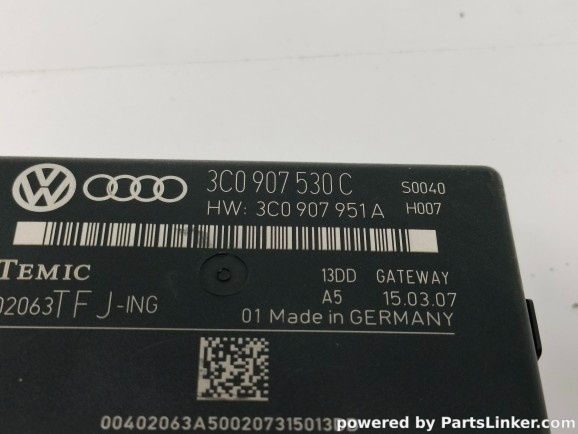 3C0 907 530 C S0040
HW: 3C0 907 951 A H007
TEMIC 13DD GATEWAY
02063TFJ-ING A5 15.03.07
01 Made in GERMANY
00402063A500207315013DD
powered by PartsLinker.com